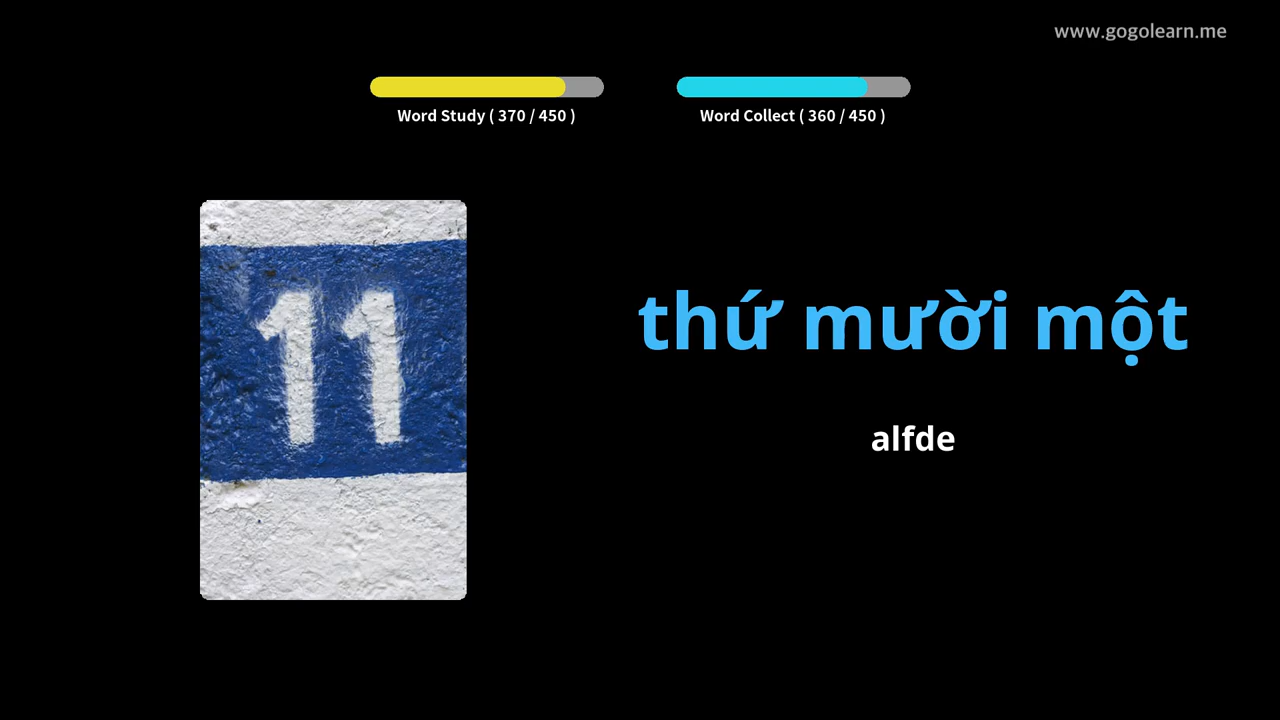 www.gogolearn.me
Word Study ( 370 / 450 )
Word Collect ( 360 / 450 )
11
thứ mười một
alfde